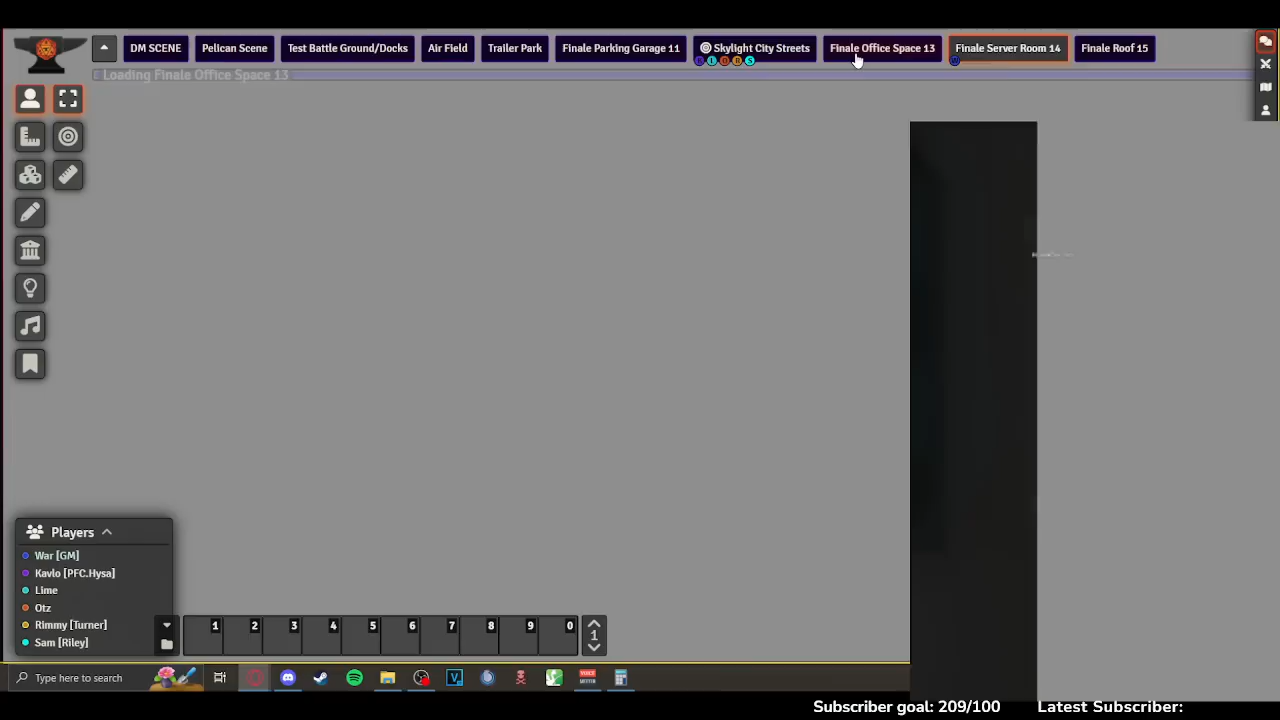 DM SCENE
Pelican Scene
Test Battle Ground/Docks
Air Field
Trailer Park
Finale Parking Garage 11
Skylight City Streets
Finale Office Space 13
Finale Server Room 14
Finale Roof 15
Loading Finale Office Space 13
Players
War [GM]
Kavlo [PFC.Hysa]
Lime
Otz
Rimmy [Turner]
Sam [Riley]
1 2 3 4 5 6 7 8 9 0
1
Type here to search
Subscriber goal: 209/100 Latest Subscriber: